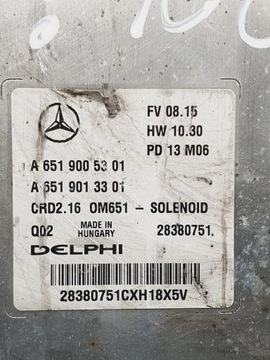 FV 08.15
HW 10.30
PD 13 M06
A 651 900 53 01
A 651 901 33 01
CRD2.16 OM651 - SOLENOID
Q02 MADE IN HUNGARY 28380751
DELPHI
28380751CXH18X5V